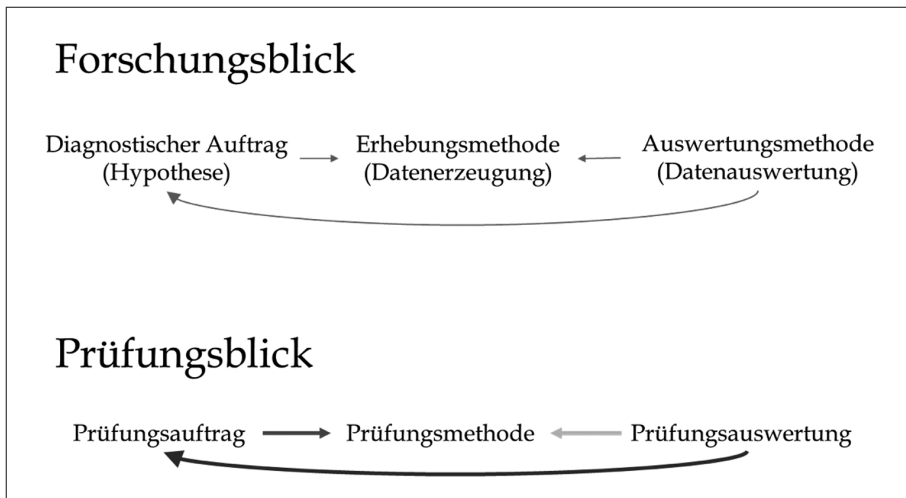 Forschungsblick
Diagnostischer Auftrag
(Hypothese)
Erhebungsmethode
(Datenerzeugung)
Auswertungsmethode
(Datenauswertung)
Prüfungsblick
Prüfungsauftrag
Prüfungsmethode
Prüfungsauswertung